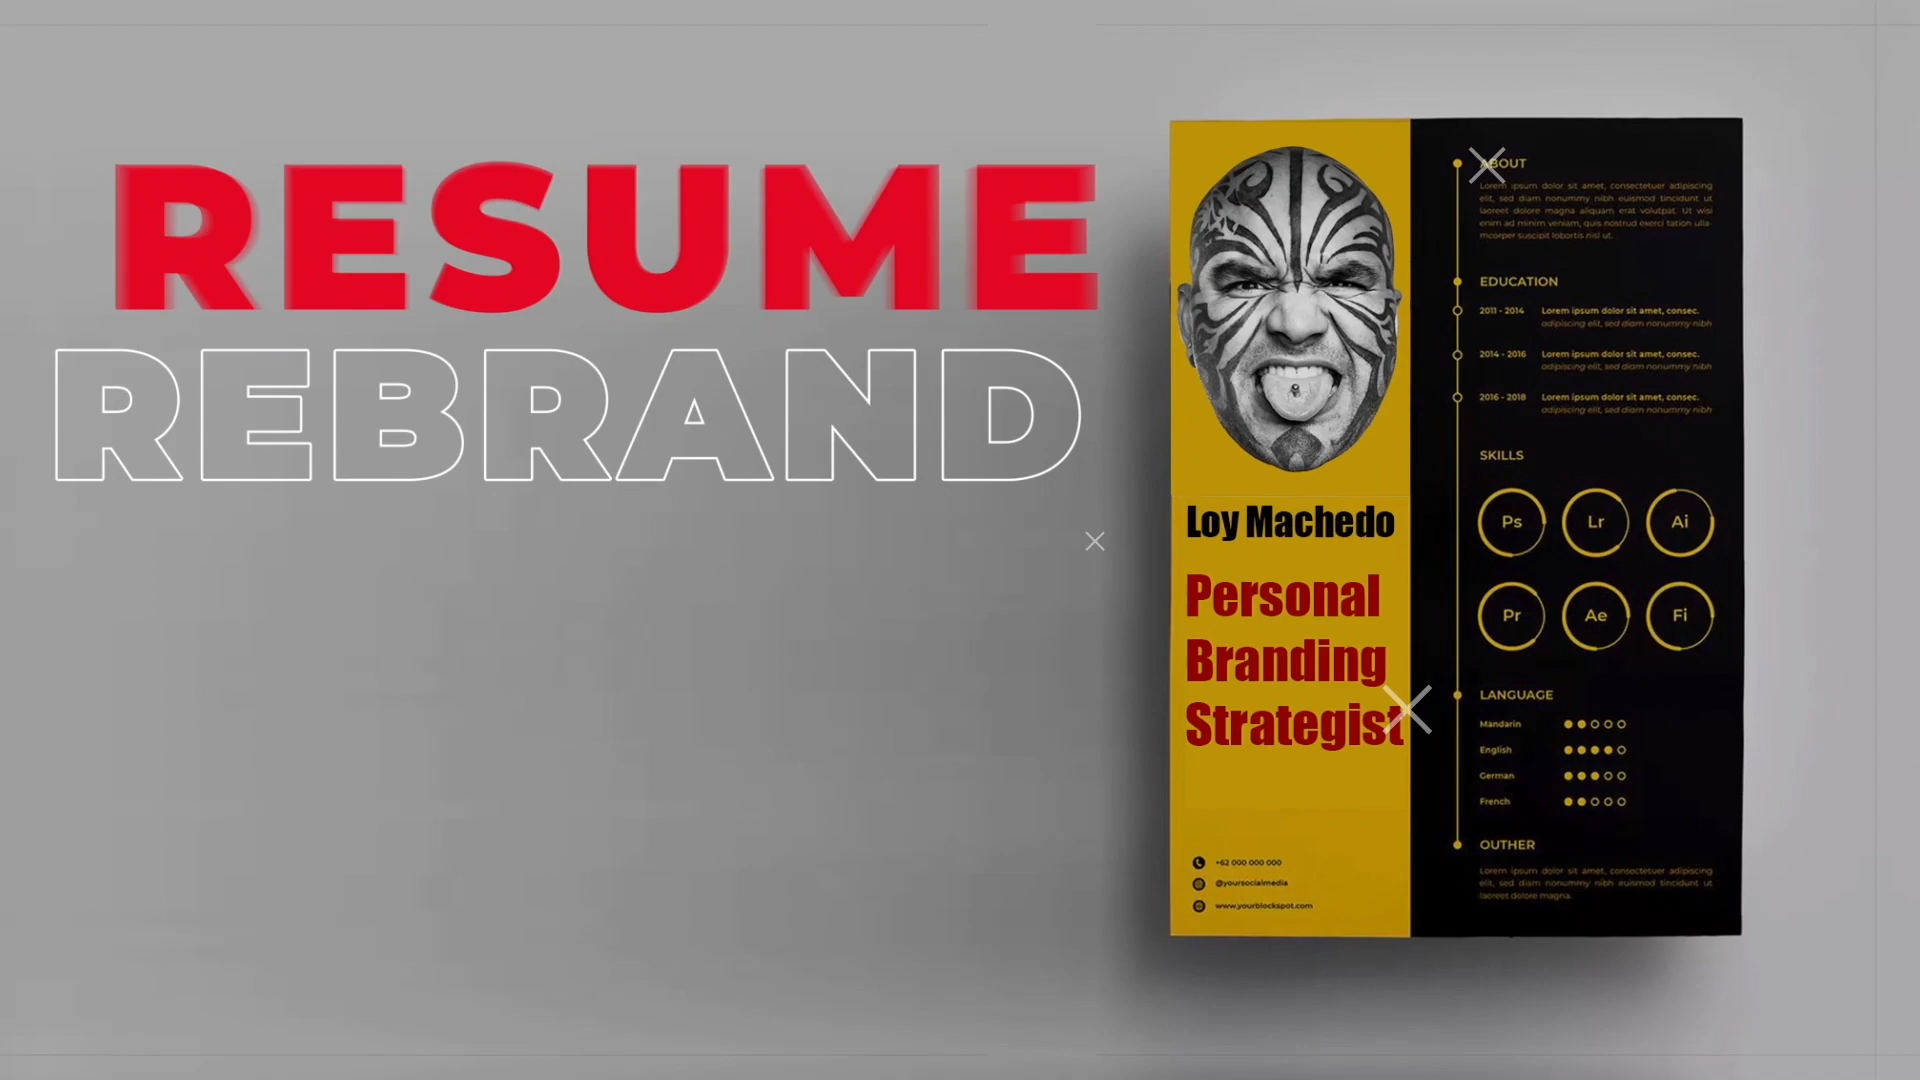 RESUME
REBRAND
Loy Machedo
Personal
Branding
Strategist
+62 000 000 000
@yoursocialmedia
www.yourblockspot.com
ABOUT
Lorem ipsum dolor sit amet, consectetuer adipiscing
elit, sed diam nonummy nibh euismod tincidunt ut
laoreet dolore magna aliquam erat volutpat. Ut wisi
enim ad minim veniam, quis nostrud exerci tation ulla-
mcorper suscipit lobortis nisl ut.
EDUCATION
2011 - 2014 Lorem ipsum dolor sit amet, consec.
adipiscing elit, sed diam nonummy nibh
2014 - 2016 Lorem ipsum dolor sit amet, consec.
adipiscing elit, sed diam nonummy nibh
2016 - 2018 Lorem ipsum dolor sit amet, consec.
adipiscing elit, sed diam nonummy nibh
SKILLS
Ps Lr Ai
Pr Ae Fi
LANGUAGE
Mandarin
English
German
French
OUTHER
Lorem ipsum dolor sit amet, consectetuer adipiscing
elit, sed diam nonummy nibh euismod tincidunt ut
laoreet dolore magna.